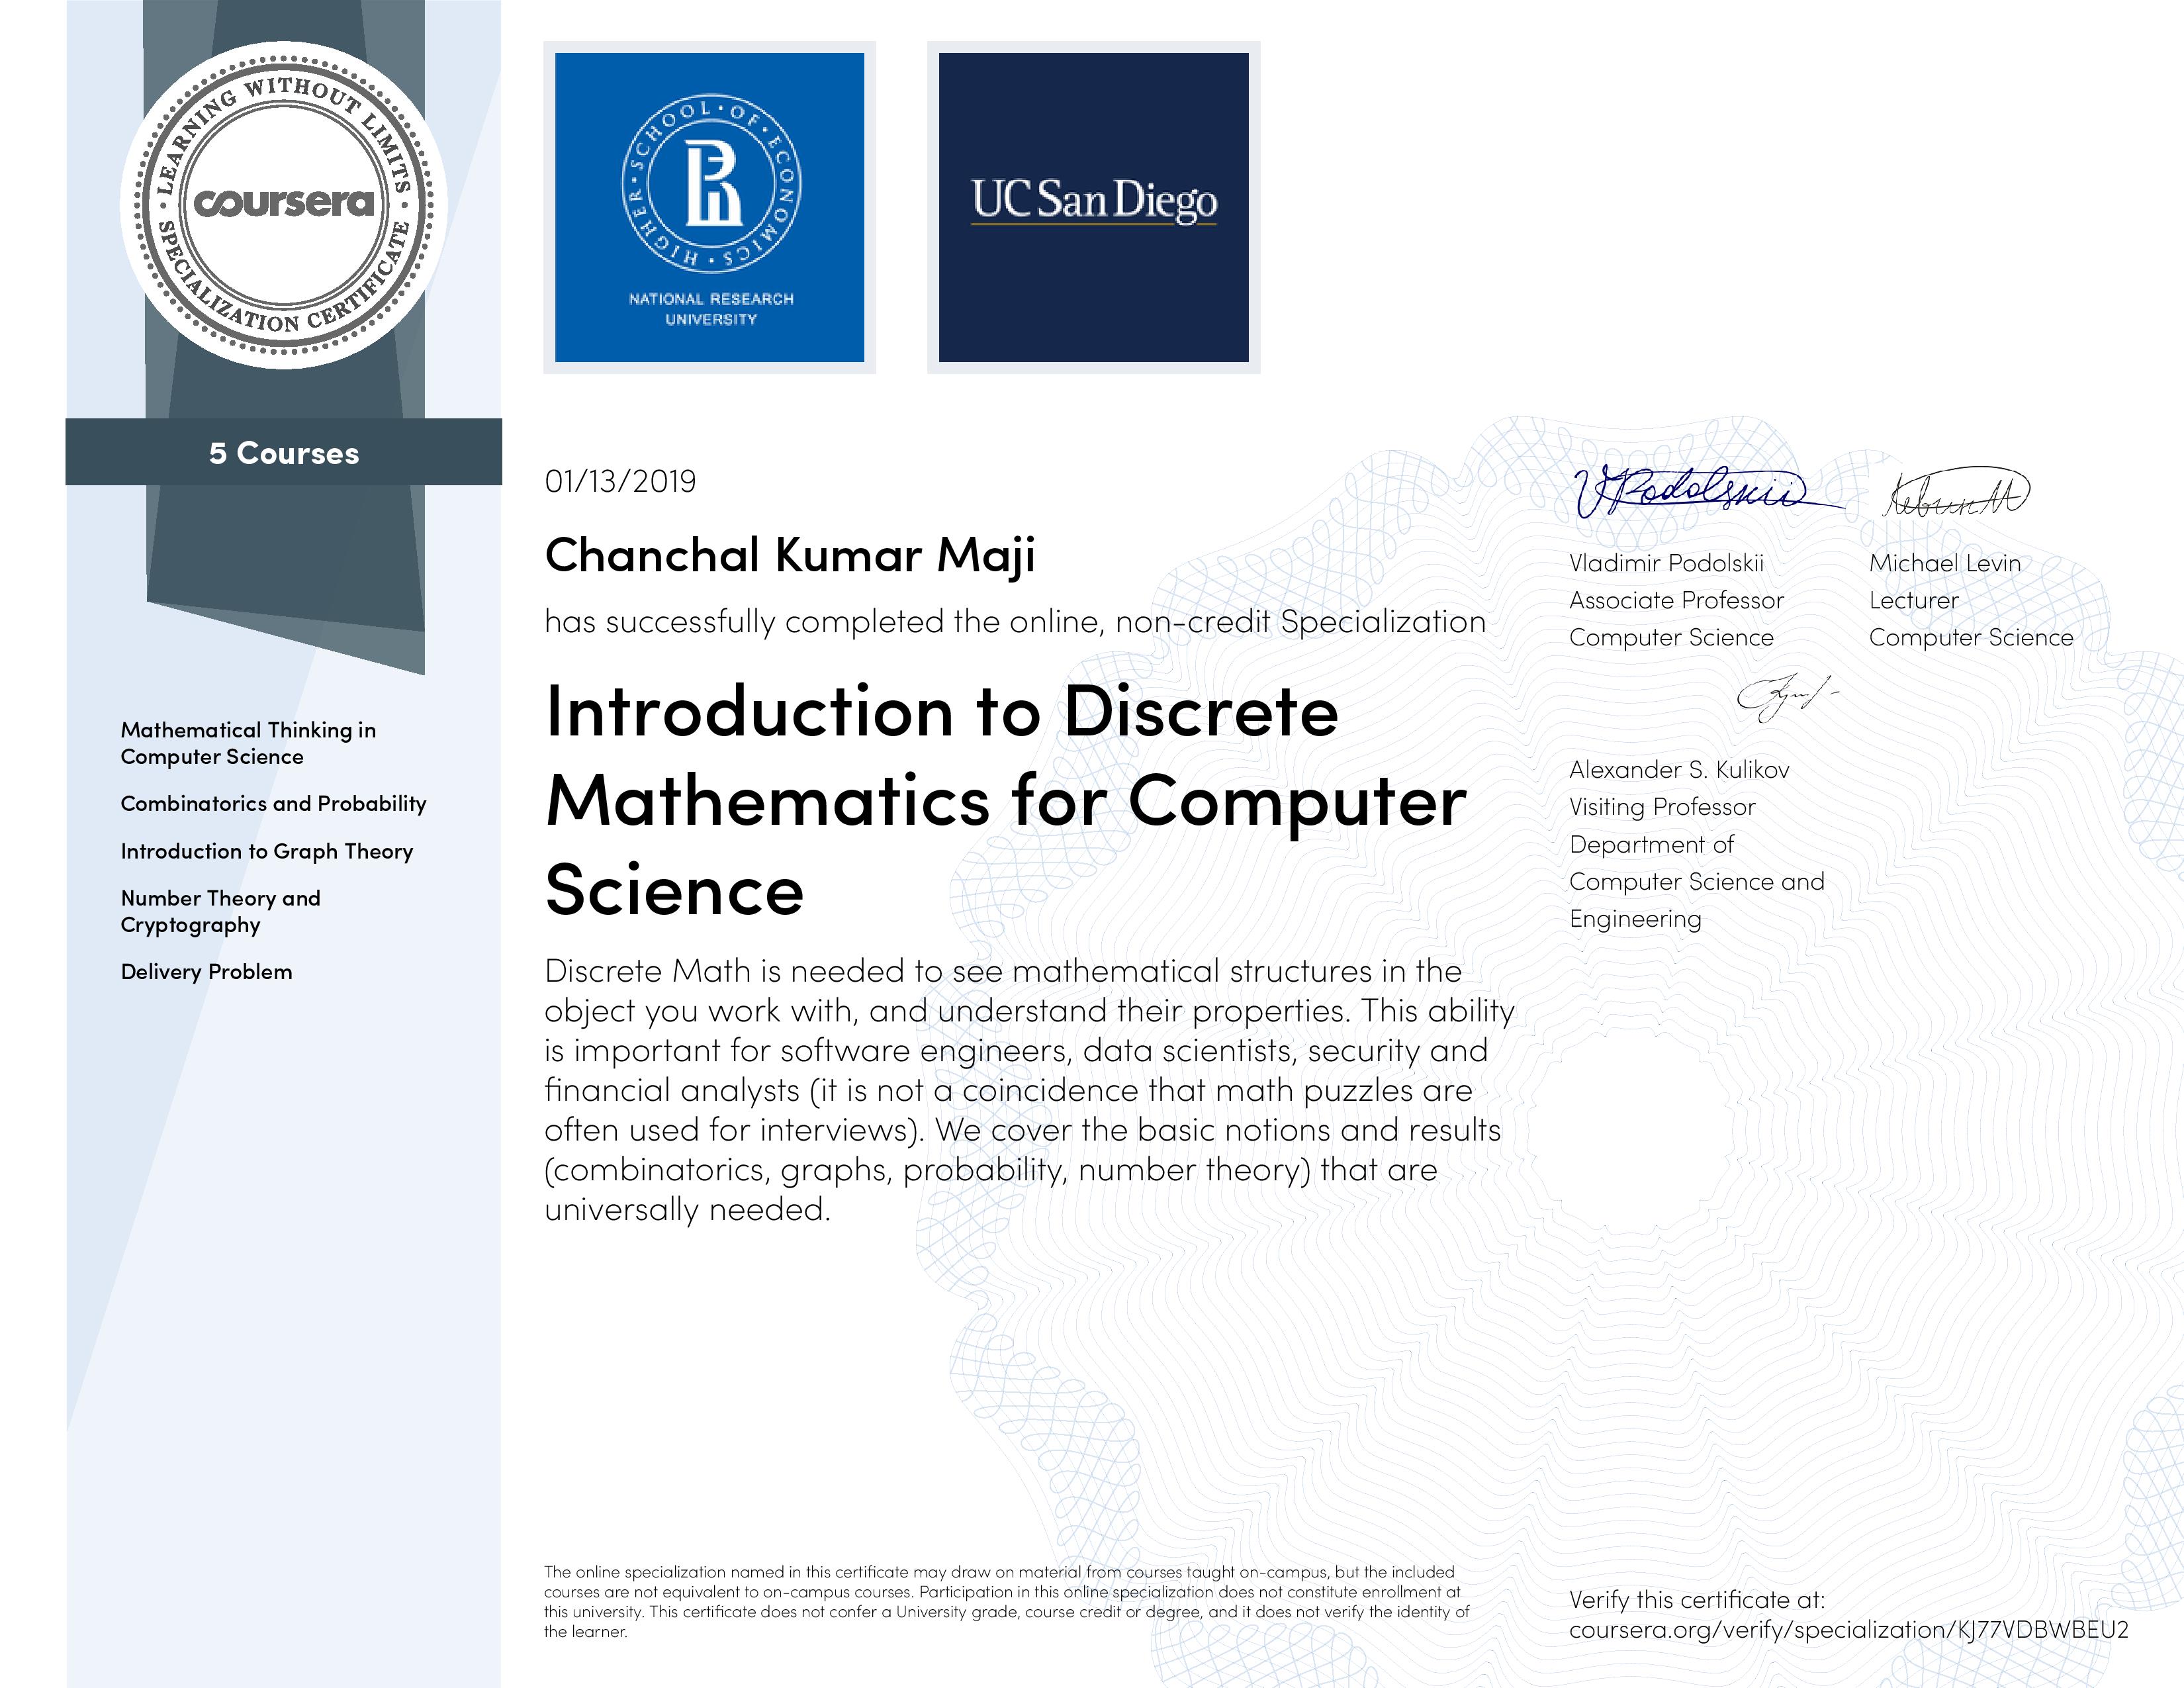 LEARNING WITHOUT LIMITS
coursera
SPECIALIZATION CERTIFICATE
5 Courses
Mathematical Thinking in
Computer Science
Combinatorics and Probability
Introduction to Graph Theory
Number Theory and
Cryptography
Delivery Problem
HIGHER · SCHOOL · OF · ECONOMICS
NATIONAL RESEARCH
UNIVERSITY
UC San Diego
01/13/2019
Chanchal Kumar Maji
has successfully completed the online, non-credit Specialization
Introduction to Discrete
Mathematics for Computer
Science
Discrete Math is needed to see mathematical structures in the
object you work with, and understand their properties. This ability
is important for software engineers, data scientists, security and
financial analysts (it is not a coincidence that math puzzles are
often used for interviews). We cover the basic notions and results
(combinatorics, graphs, probability, number theory) that are
universally needed.
VPodolskii
Vladimir Podolskii
Associate Professor
Computer Science
Michael Levin
Lecturer
Computer Science
Alexander S. Kulikov
Visiting Professor
Department of
Computer Science and
Engineering
The online specialization named in this certificate may draw on material from courses taught on-campus, but the included
courses are not equivalent to on-campus courses. Participation in this online specialization does not constitute enrollment at
this university. This certificate does not confer a University grade, course credit or degree, and it does not verify the identity of
the learner.
Verify this certificate at:
coursera.org/verify/specialization/KJ77VDBWBEU2